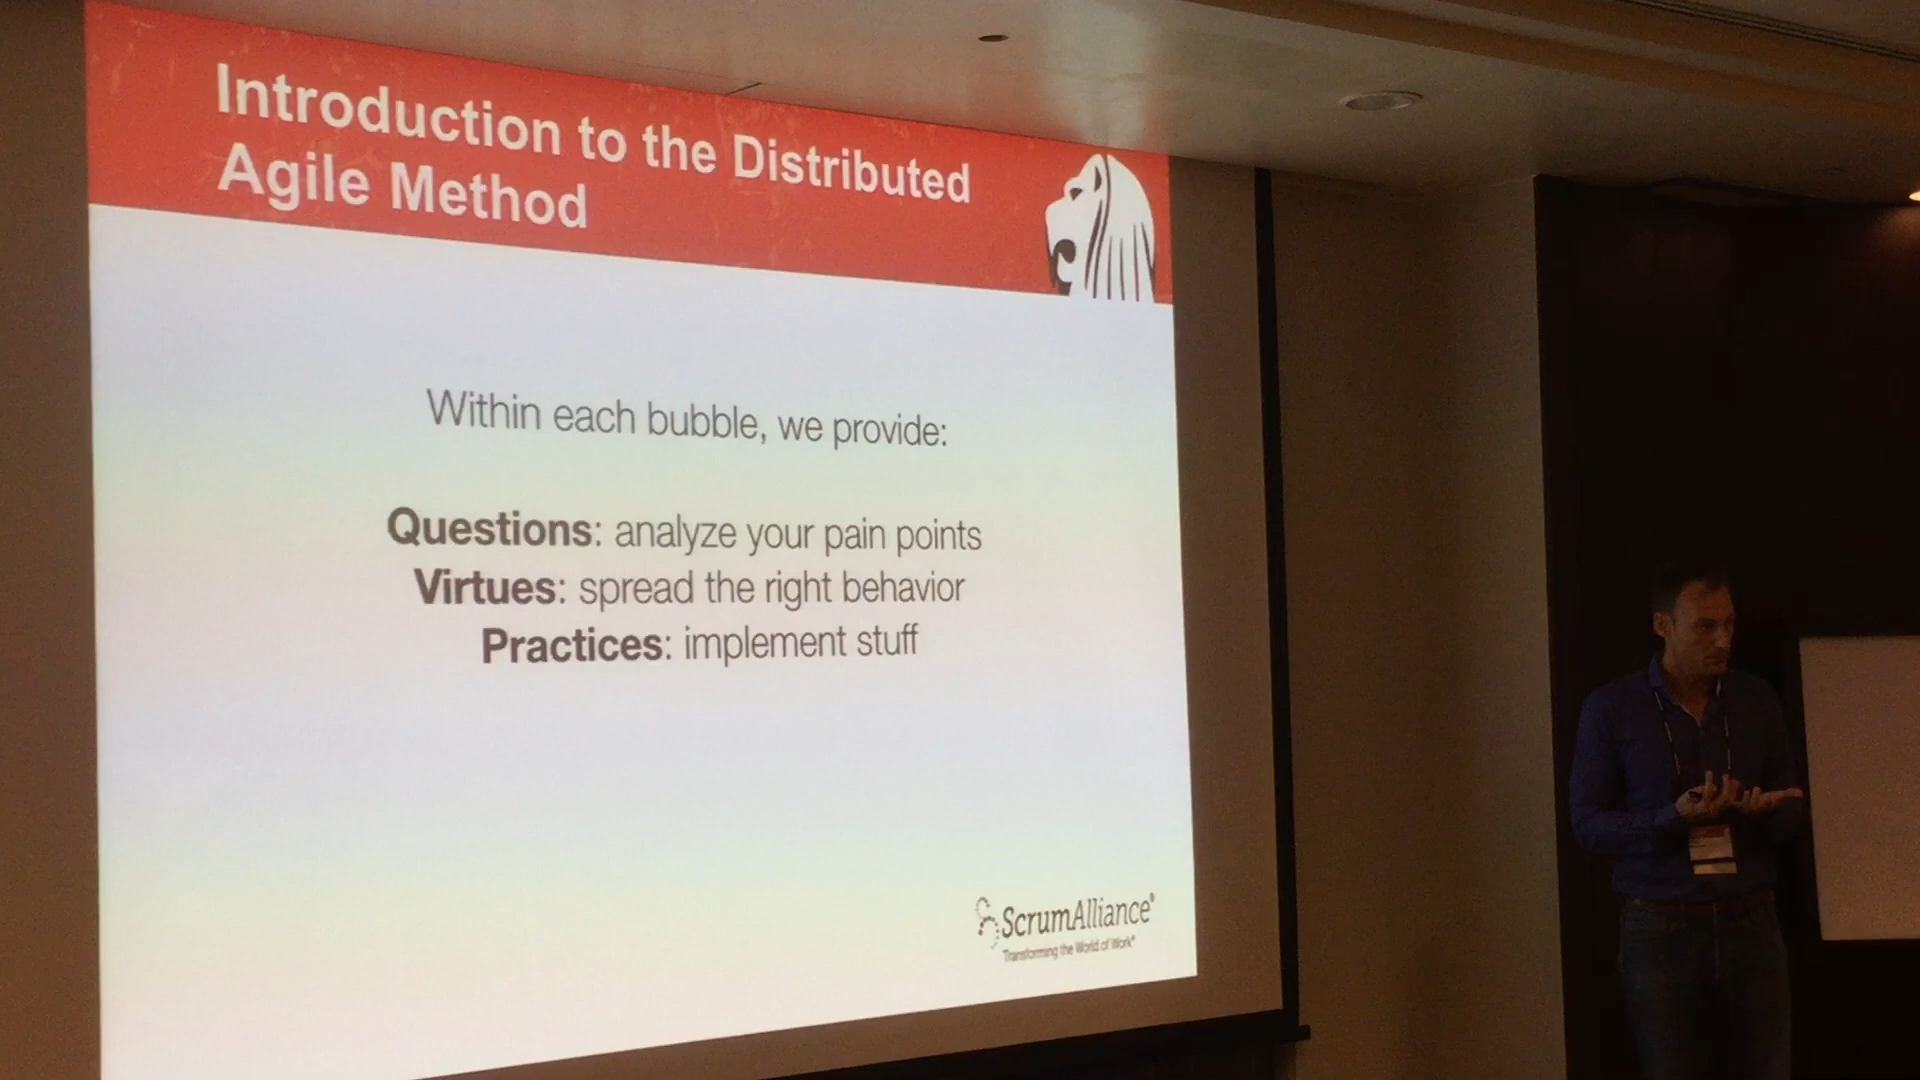 Introduction to the Distributed
Agile Method
Within each bubble, we provide:
Questions: analyze your pain points
Virtues: spread the right behavior
Practices: implement stuff
ScrumAlliance®
Transforming the World of Work®